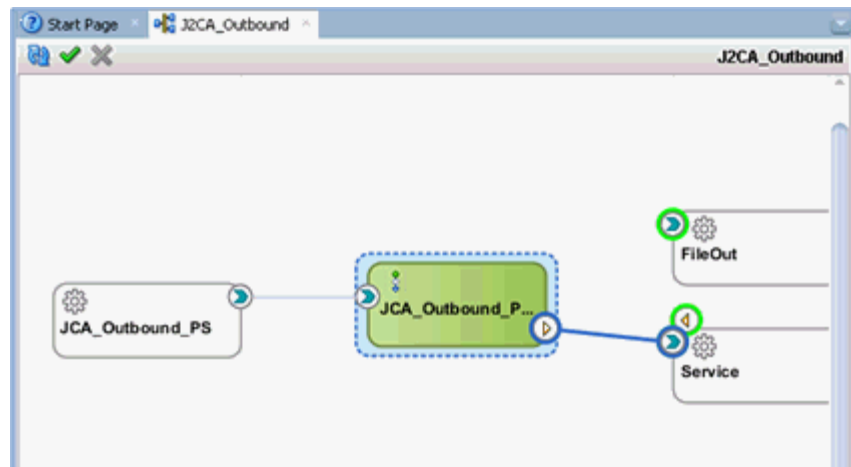 Start Page
J2CA_Outbound
J2CA_Outbound
FileOut
JCA_Outbound_PS
JCA_Outbound_P...
Service